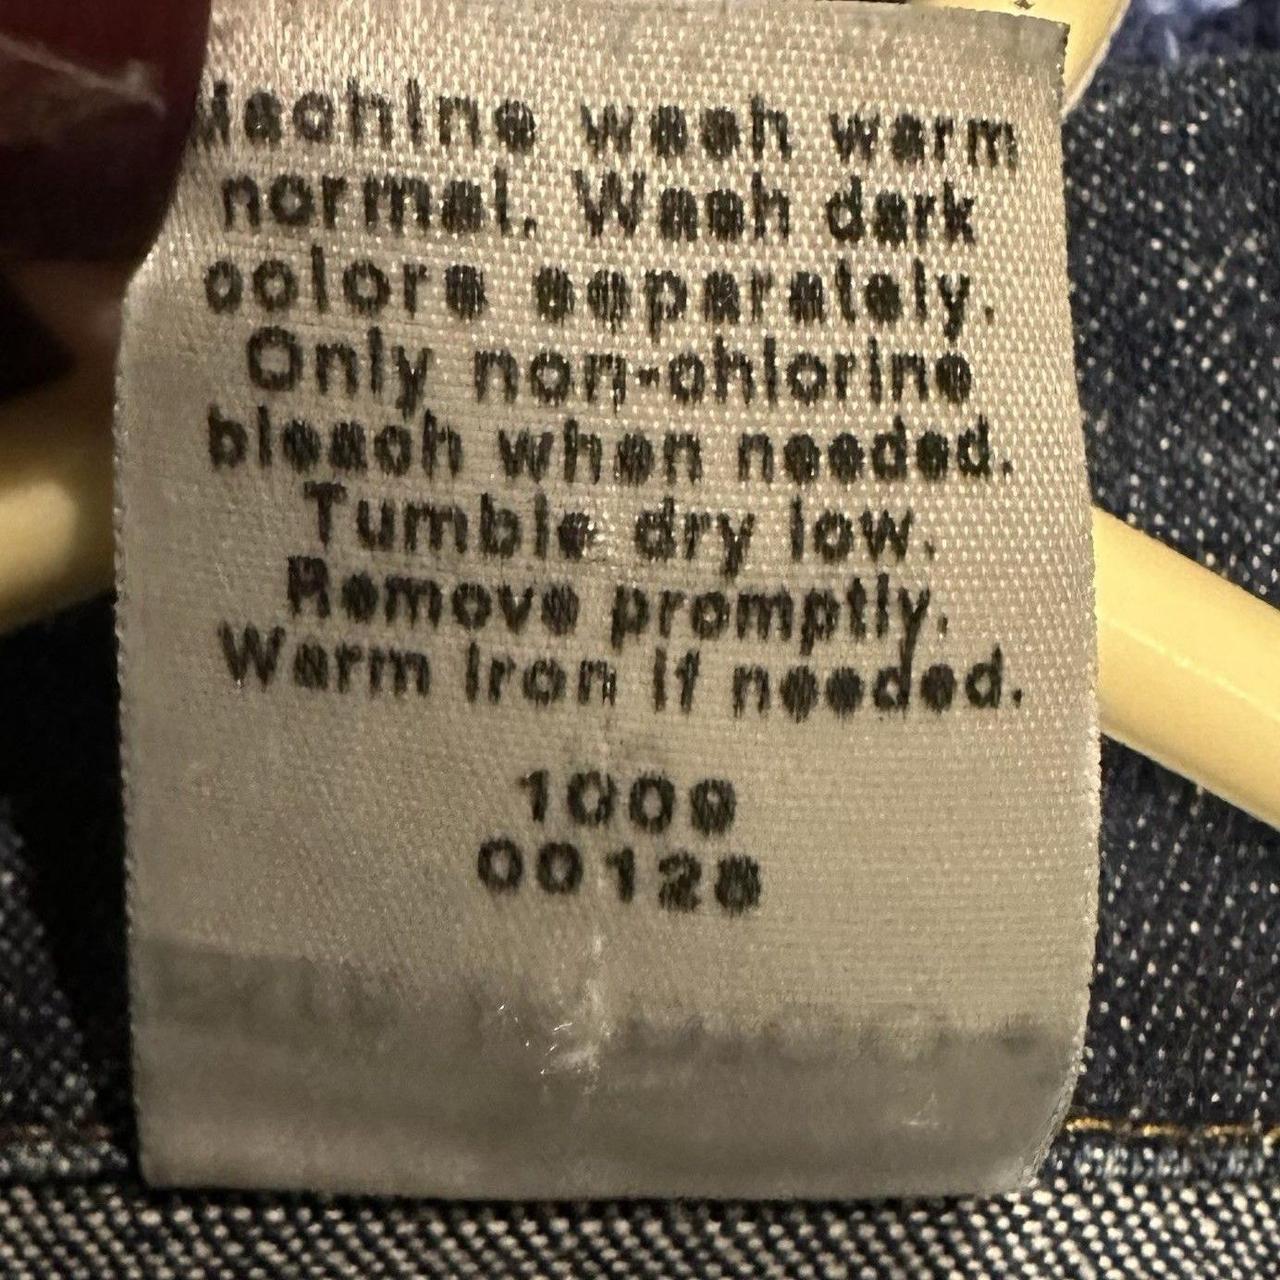 Machine wash warm
normal. Wash dark
colors separately.
Only non-chlorine
bleach when needed.
Tumble dry low.
Remove promptly.
Warm iron if needed.
1009
00128